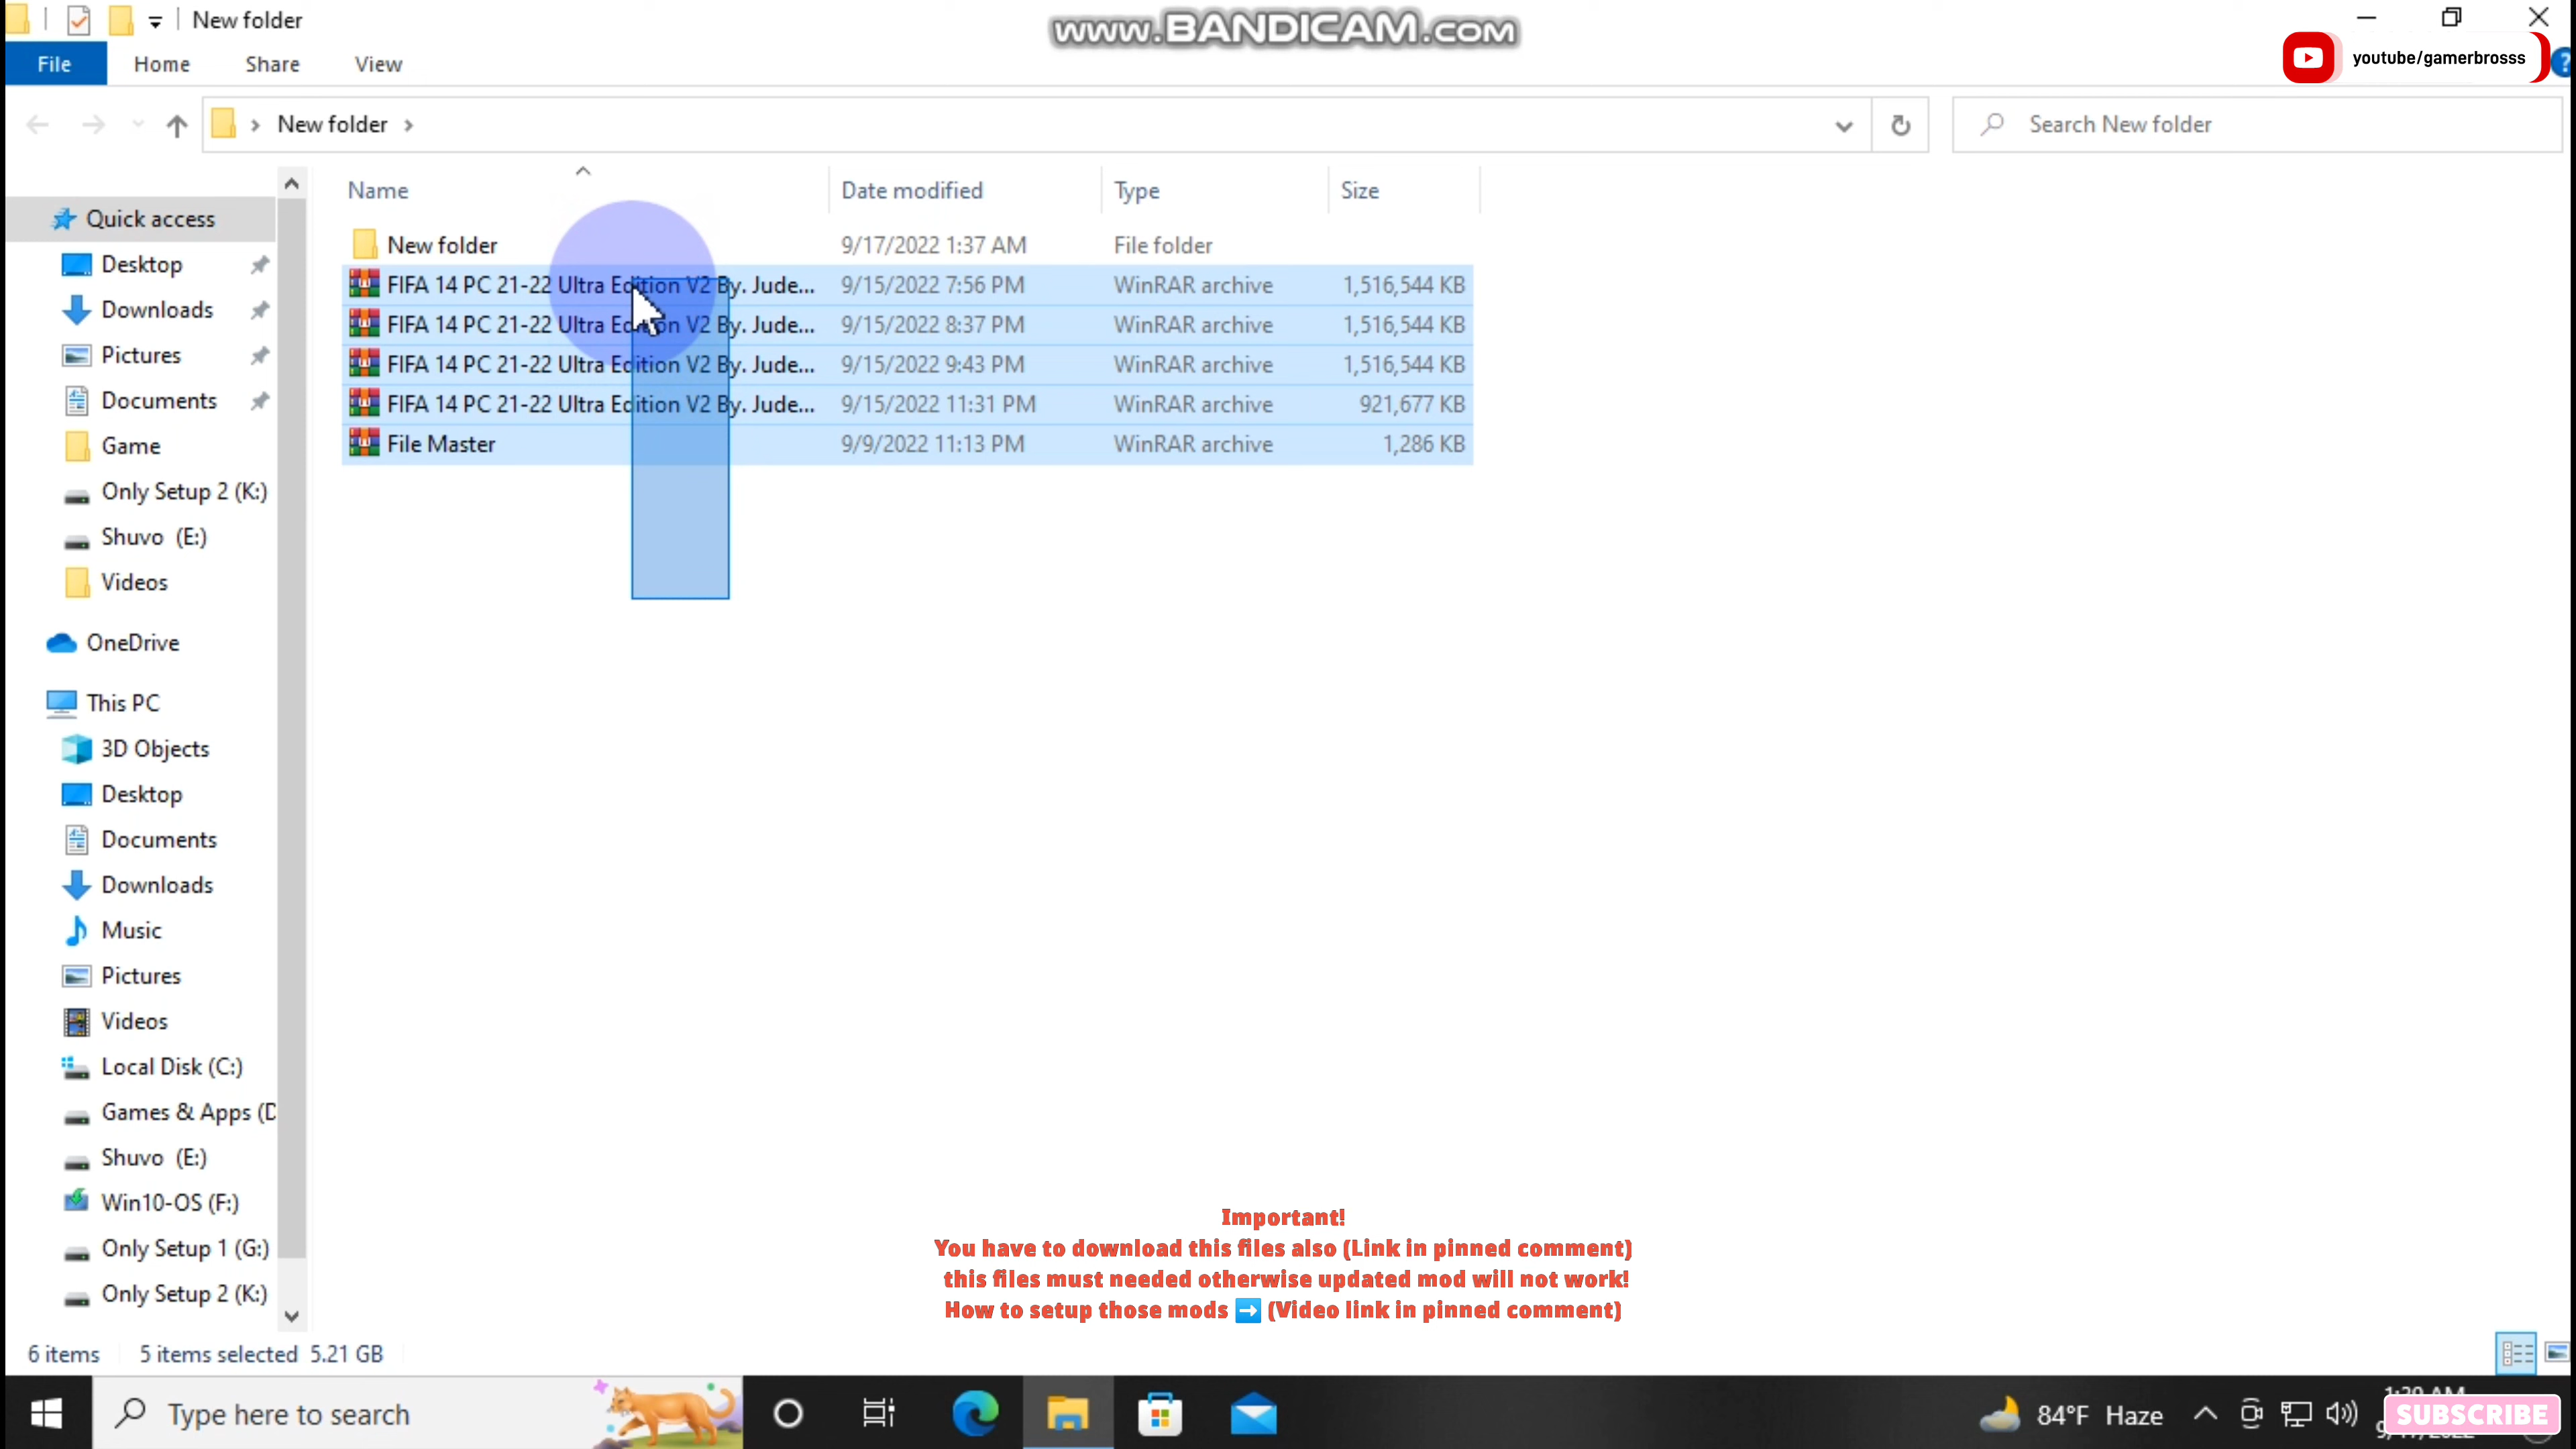 New folder
www.BANDICAM.com
File
Home
Share
View
youtube/gamerbrosss
New folder
Search New folder
Name
Date modified
Type
Size
New folder
9/17/2022 1:37 AM
File folder
FIFA 14 PC 21-22 Ultra Edition V2 By. Jude...
9/15/2022 7:56 PM
WinRAR archive
1,516,544 KB
FIFA 14 PC 21-22 Ultra Edition V2 By. Jude...
9/15/2022 8:37 PM
WinRAR archive
1,516,544 KB
FIFA 14 PC 21-22 Ultra Edition V2 By. Jude...
9/15/2022 9:43 PM
WinRAR archive
1,516,544 KB
FIFA 14 PC 21-22 Ultra Edition V2 By. Jude...
9/15/2022 11:31 PM
WinRAR archive
921,677 KB
File Master
9/9/2022 11:13 PM
WinRAR archive
1,286 KB
Quick access
Desktop
Downloads
Pictures
Documents
Game
Only Setup 2 (K:)
Shuvo (E:)
Videos
OneDrive
This PC
3D Objects
Desktop
Documents
Downloads
Music
Pictures
Videos
Local Disk (C:)
Games & Apps (D
Shuvo (E:)
Win10-OS (F:)
Only Setup 1 (G:)
Only Setup 2 (K:)
Important!
You have to download this files also (Link in pinned comment)
this files must needed otherwise updated mod will not work!
How to setup those mods ➡ (Video link in pinned comment)
6 items
5 items selected 5.21 GB
Type here to search
84°F Haze
SUBSCRIBE